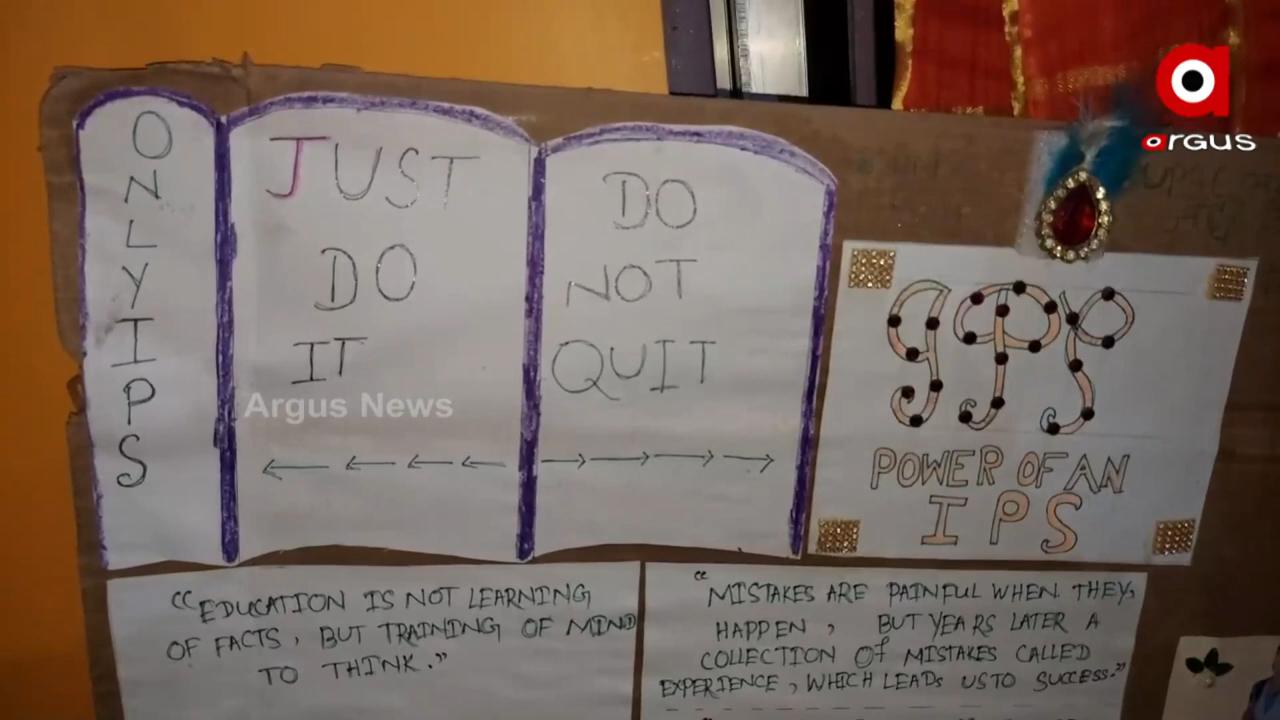 ONLY IPS
JUST
DO
IT
DO
NOT
QUIT
IPS
POWER OF AN
IPS
"EDUCATION IS NOT LEARNING
OF FACTS, BUT TRAINING OF MIND
TO THINK."
"MISTAKES ARE PAINFUL WHEN THEY,
HAPPEN, BUT YEARS LATER A
COLLECTION Of MISTAKES CALLED
EXPERIENCE, WHICH LEADS US TO SUCCESS."
Argus News
argus